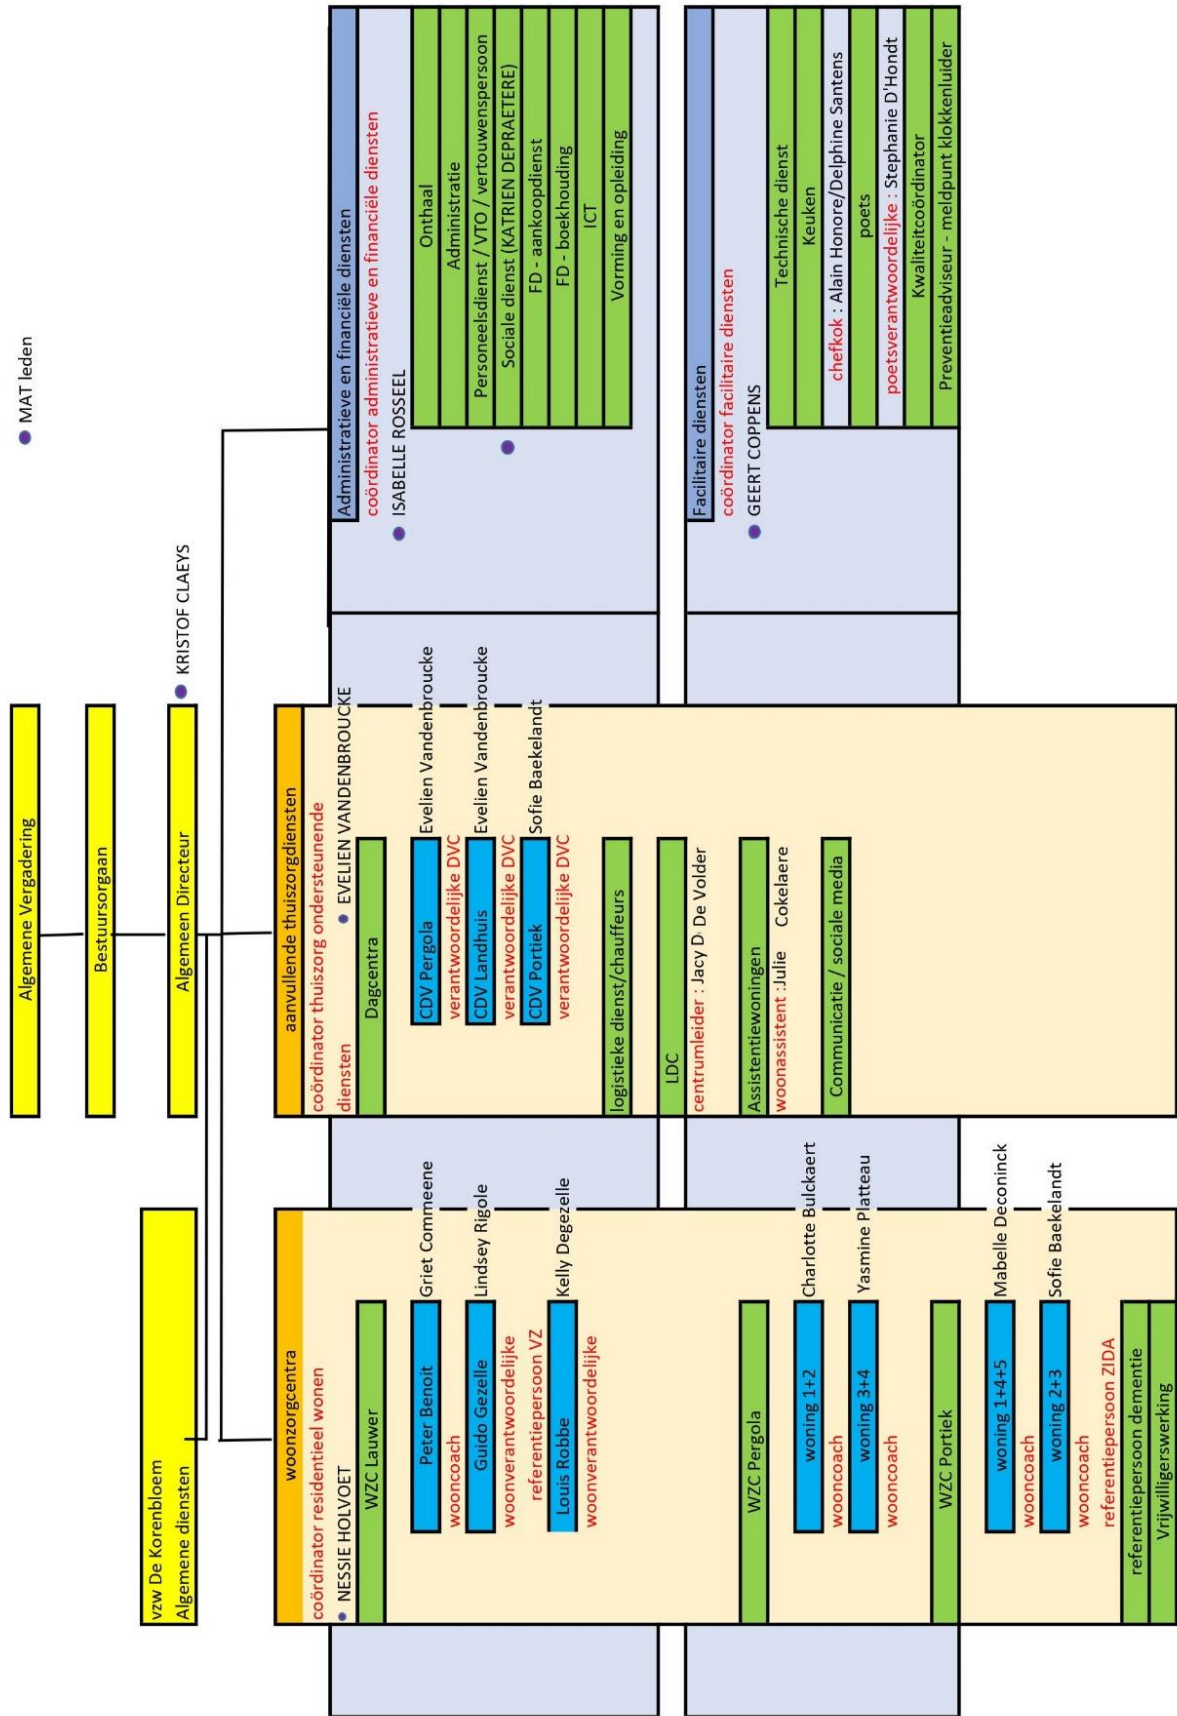 MAT leden
Algemene Vergadering
Bestuursorgaan
vzw De Korenbloem
Algemene diensten
Algemeen Directeur
KRISTOF CLAEYS
woonzorgcentra
coördinator residentieel wonen
NESSIE HOLVOET
WZC Lauwer
Peter Benoit
Griet Commeene
wooncoach
Guido Gezelle
Lindsey Rigole
woonverantwoordelijke
referentiepersoon VZ
Louis Robbe
Kelly Degezelle
woonverantwoordelijke
WZC Pergola
woning 1+2
Charlotte Bulckaert
wooncoach
woning 3+4
Yasmine Platteau
wooncoach
WZC Portiek
woning 1+4+5
Mabelle Deconinck
wooncoach
woning 2+3
Sofie Baekelandt
wooncoach
referentiepersoon ZIDA
referentiepersoon dementie
Vrijwilligerswerking
aanvullende thuiszorgdiensten
coördinator thuiszorg ondersteunende
diensten
EVELIEN VANDENBROUCKE
Dagcentra
CDV Pergola
Evelien Vandenbroucke
verantwoordelijke DVC
CDV Landhuis
Evelien Vandenbroucke
verantwoordelijke DVC
CDV Portiek
Sofie Baekelandt
verantwoordelijke DVC
logistieke dienst/chauffeurs
LDC
centrumleider : Jacy D De Volder
Assistentiewoningen
woonassistent :Julie Cokelaere
Communicatie / sociale media
Administratieve en financiële diensten
coördinator administratieve en financiële diensten
ISABELLE ROSSEEL
Onthaal
Administratie
Personeelsdienst / VTO / vertouwenspersoon
Sociale dienst (KATRIEN DEPRAETERE)
FD - aankoopdienst
FD - boekhouding
ICT
Vorming en opleiding
Facilitaire diensten
coördinator facilitaire diensten
GEERT COPPENS
Technische dienst
Keuken
chefkok : Alain Honore/Delphine Santens
poets
poetsverantwoordelijke : Stephanie D'Hondt
Kwaliteitcoördinator
Preventieadviseur - meldpunt klokkenluider